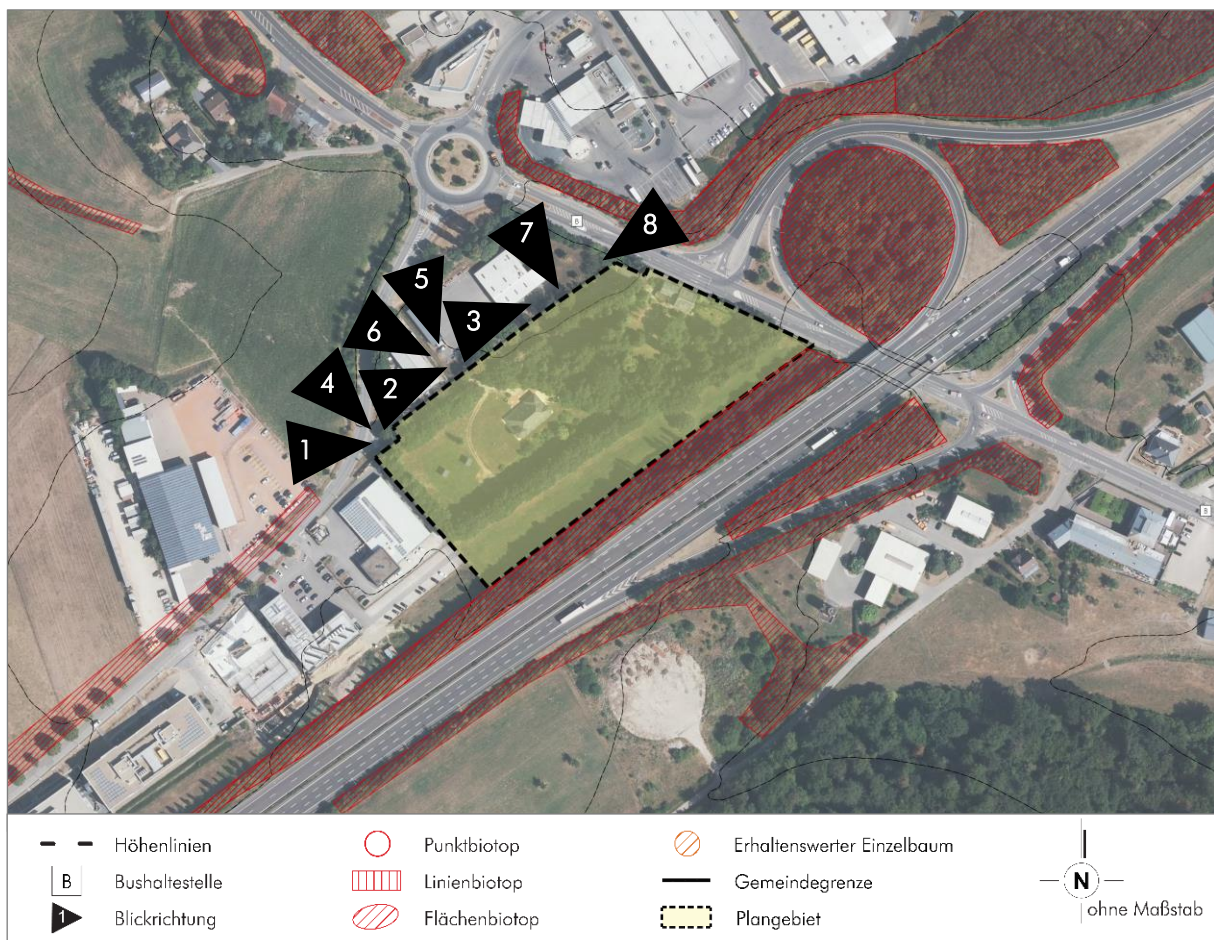 B
7
8
5
6
3
4
2
1
B
Höhenlinien
Punktbiotop
Erhaltenswerter Einzelbaum
B
Bushaltestelle
Linienbiotop
Gemeindegrenze
1
Blickrichtung
Flächenbiotop
Plangebiet
N
ohne Maßstab